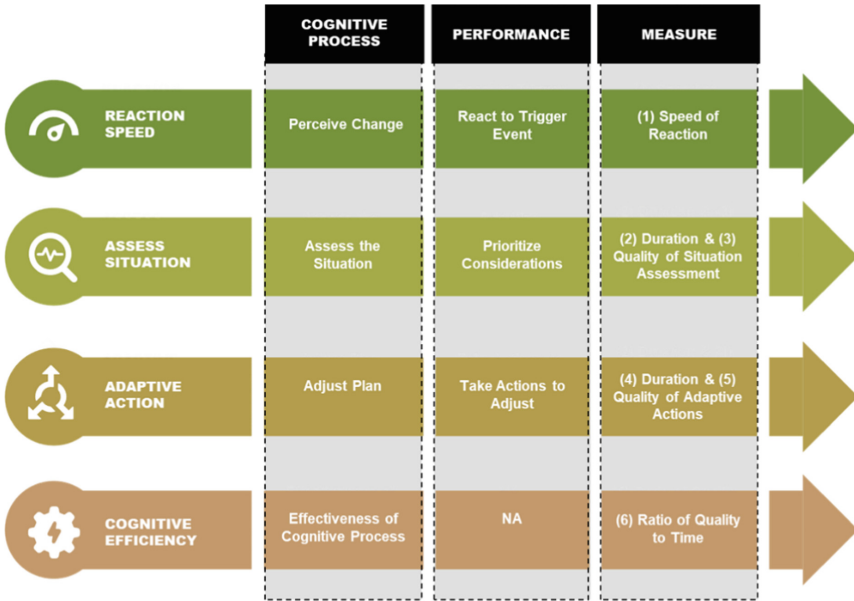 COGNITIVE
PROCESS
PERFORMANCE
MEASURE
REACTION
SPEED
Perceive Change
React to Trigger
Event
(1) Speed of
Reaction
ASSESS
SITUATION
Assess the
Situation
Prioritize
Considerations
(2) Duration & (3)
Quality of Situation
Assessment
ADAPTIVE
ACTION
Adjust Plan
Take Actions to
Adjust
(4) Duration & (5)
Quality of Adaptive
Actions
COGNITIVE
EFFICIENCY
Effectiveness of
Cognitive Process
NA
(6) Ratio of Quality
to Time